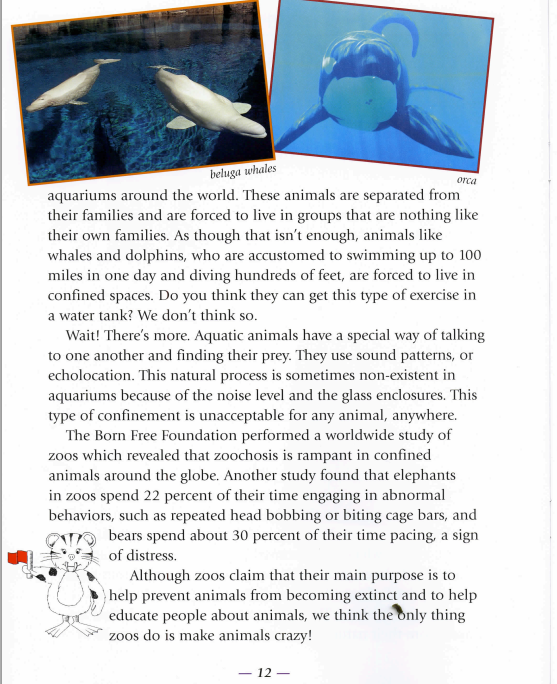 beluga whales
orca
aquariums around the world. These animals are separated from
their families and are forced to live in groups that are nothing like
their own families. As though that isn’t enough, animals like
whales and dolphins, who are accustomed to swimming up to 100
miles in one day and diving hundreds of feet, are forced to live in
confined spaces. Do you think they can get this type of exercise in
a water tank? We don’t think so.
Wait! There’s more. Aquatic animals have a special way of talking
to one another and finding their prey. They use sound patterns, or
echolocation. This natural process is sometimes non-existent in
aquariums because of the noise level and the glass enclosures. This
type of confinement is unacceptable for any animal, anywhere.
The Born Free Foundation performed a worldwide study of
zoos which revealed that zoochosis is rampant in confined
animals around the globe. Another study found that elephants
in zoos spend 22 percent of their time engaging in abnormal
behaviors, such as repeated head bobbing or biting cage bars, and
bears spend about 30 percent of their time pacing, a sign
of distress.
Although zoos claim that their main purpose is to
help prevent animals from becoming extinct and to help
educate people about animals, we think the only thing
zoos do is make animals crazy!
— 12 —